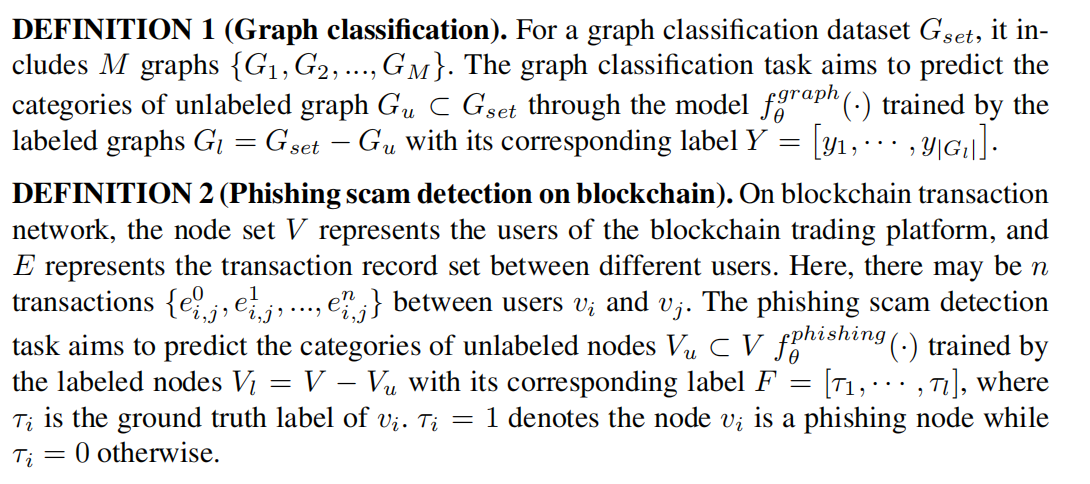 DEFINITION 1 (Graph classification). For a graph classification dataset $G_{set}$, it in-
cludes $M$ graphs $\{G_1, G_2, ..., G_M\}$. The graph classification task aims to predict the
categories of unlabeled graph $G_u \subset G_{set}$ through the model $f_\theta^{graph}(\cdot)$ trained by the
labeled graphs $G_l = G_{set} - G_u$ with its corresponding label $Y = [y_1, \cdots, y_{|G_l|}]$.
DEFINITION 2 (Phishing scam detection on blockchain). On blockchain transaction
network, the node set $V$ represents the users of the blockchain trading platform, and
$E$ represents the transaction record set between different users. Here, there may be $n$
transactions $\{e_{i,j}^0, e_{i,j}^1, ..., e_{i,j}^n\}$ between users $v_i$ and $v_j$. The phishing scam detection
task aims to predict the categories of unlabeled nodes $V_u \subset V$ $f_\theta^{phishing}(\cdot)$ trained by
the labeled nodes $V_l = V - V_u$ with its corresponding label $F = [\tau_1, \cdots, \tau_l]$, where
$\tau_i$ is the ground truth label of $v_i$. $\tau_i = 1$ denotes the node $v_i$ is a phishing node while
$\tau_i = 0$ otherwise.